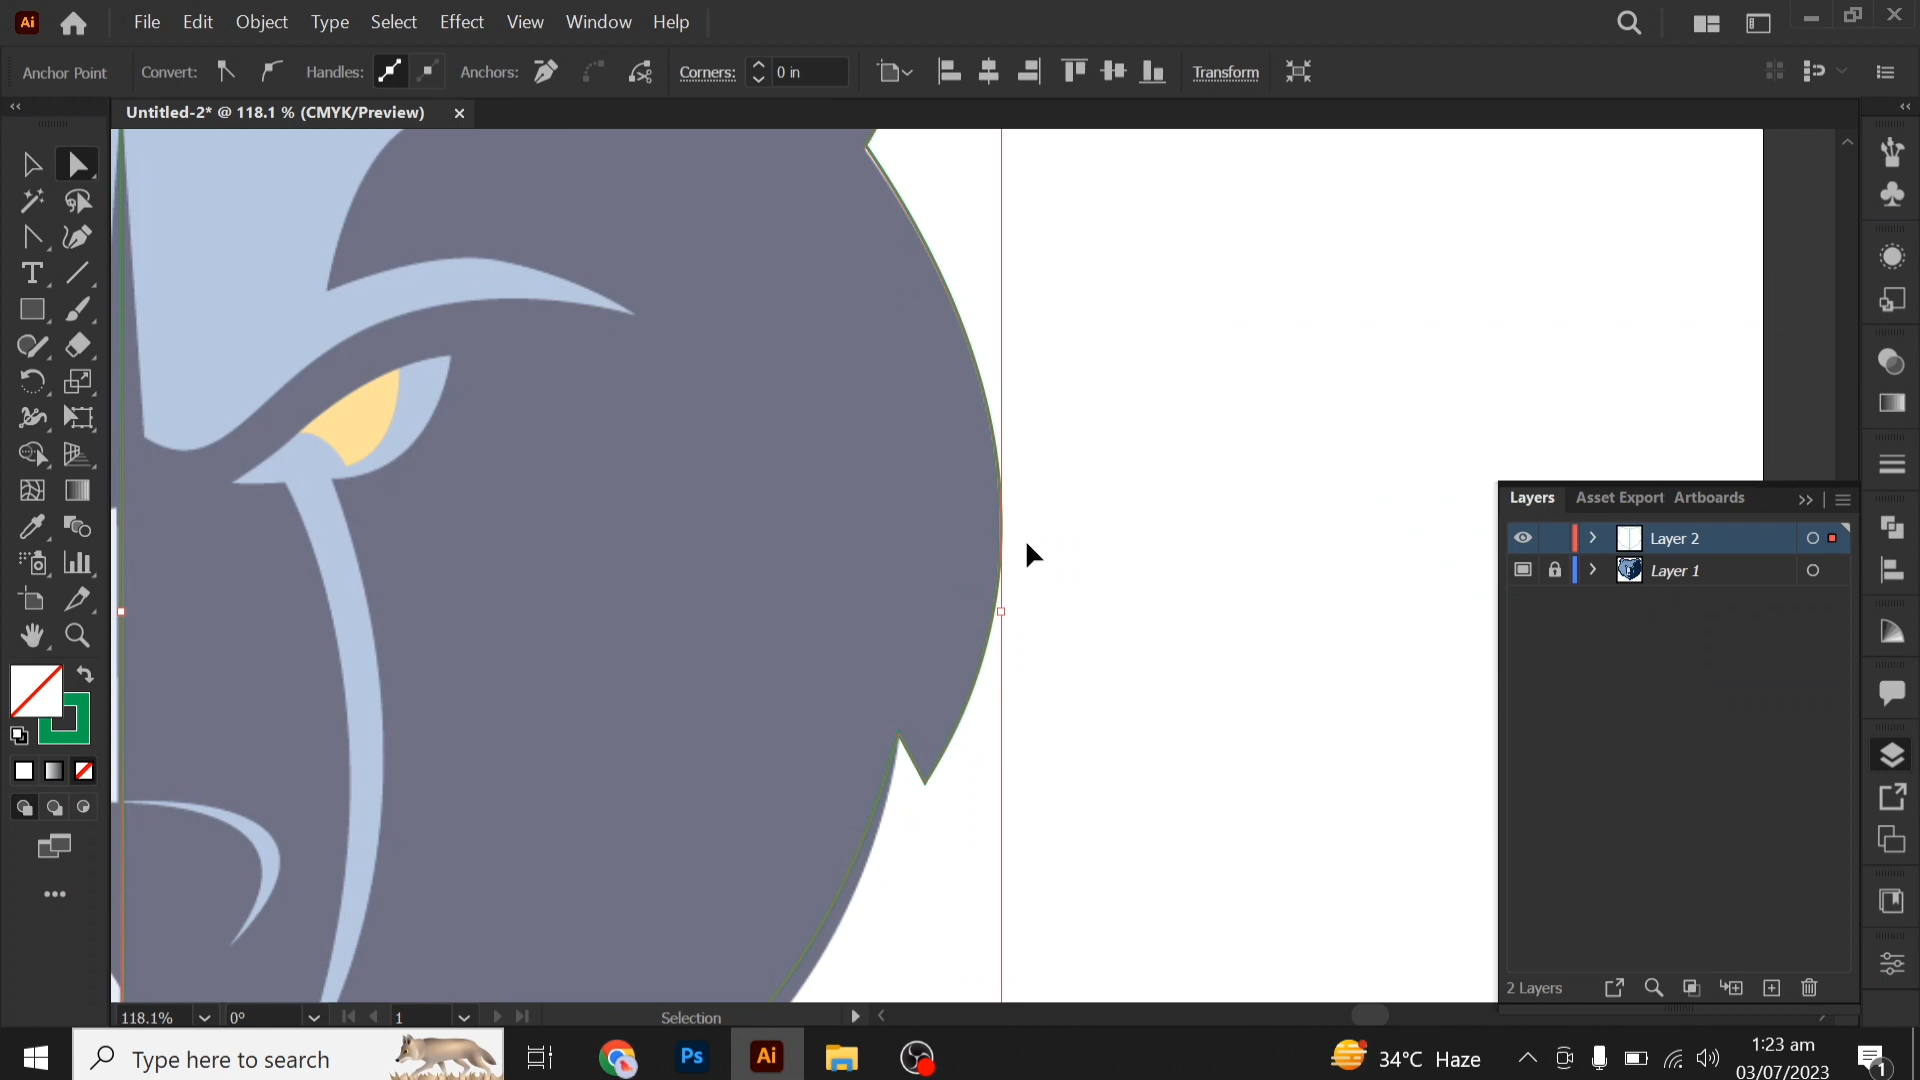 Ai File Edit Object Type Select Effect View Window Help
Anchor Point Convert: Handles: Anchors: Corners: 0 in Transform
Untitled-2* @ 118.1 % (CMYK/Preview)
Layers Asset Export Artboards
Layer 2
Layer 1
2 Layers
118.1% 0° 1 Selection
Type here to search Ps Ai 34°C Haze 1:23 am
03/07/2023 1